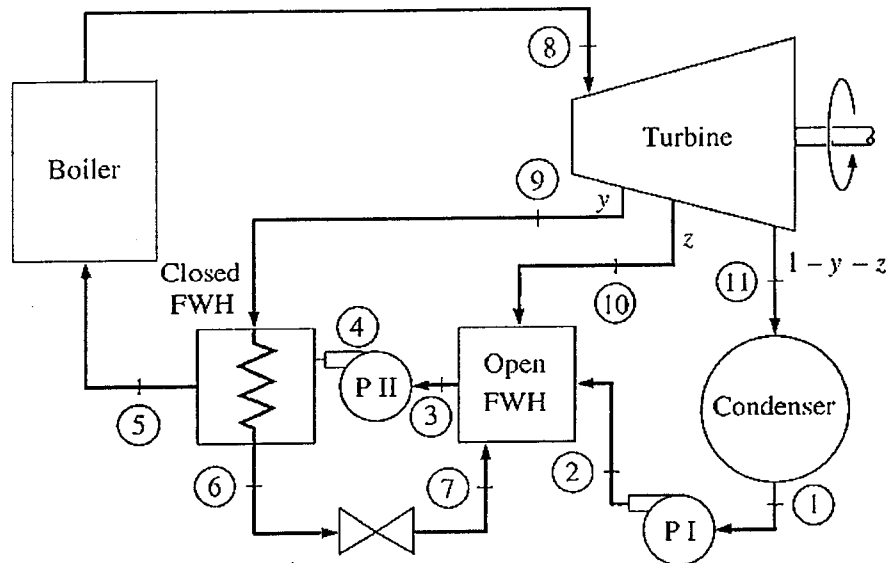 8
Turbine
Boiler
9
y
z
11
1 – y – z
10
Closed
FWH
4
P II
3
Open
FWH
Condenser
5
6
7
2
P I
1